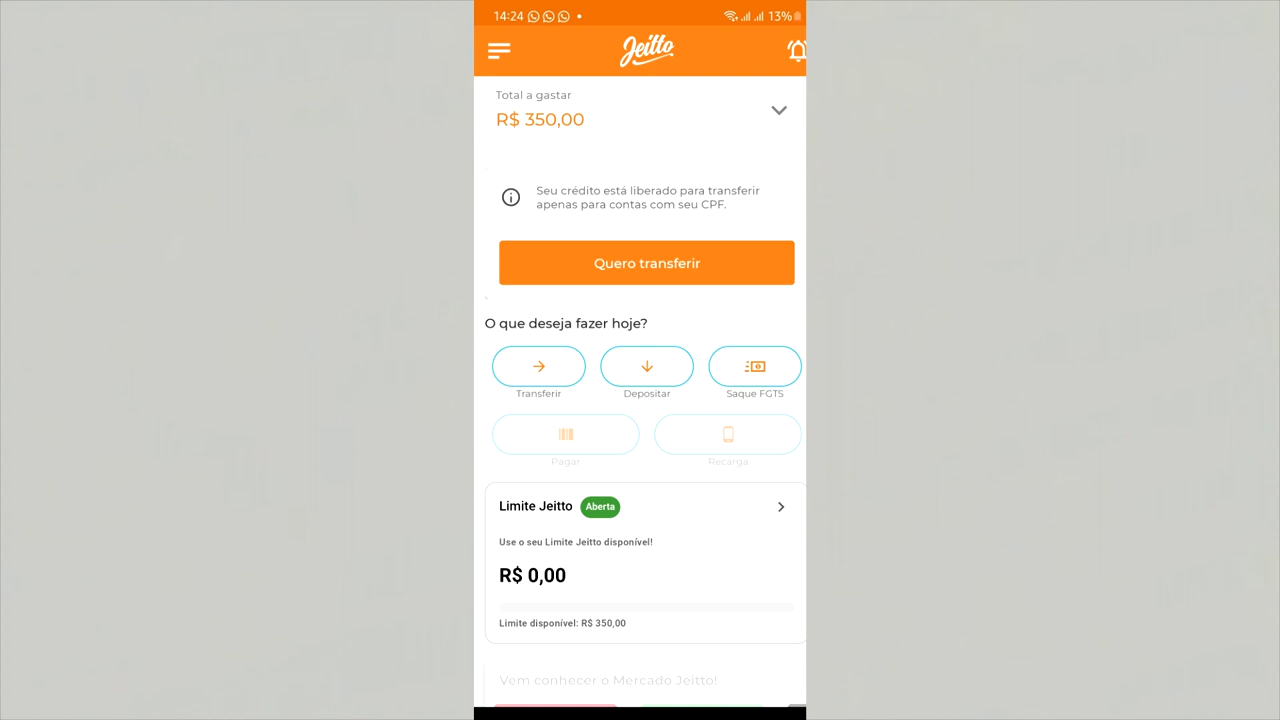 14:24
13%
Jeitto
Total a gastar
R$ 350,00
Seu crédito está liberado para transferir
apenas para contas com seu CPF.
Quero transferir
O que deseja fazer hoje?
Transferir Depositar Saque FGTS
Pagar Recarga
Limite Jeitto Aberta
Use o seu Limite Jeitto disponível!
R$ 0,00
Limite disponível: R$ 350,00
Vem conhecer o Mercado Jeitto!